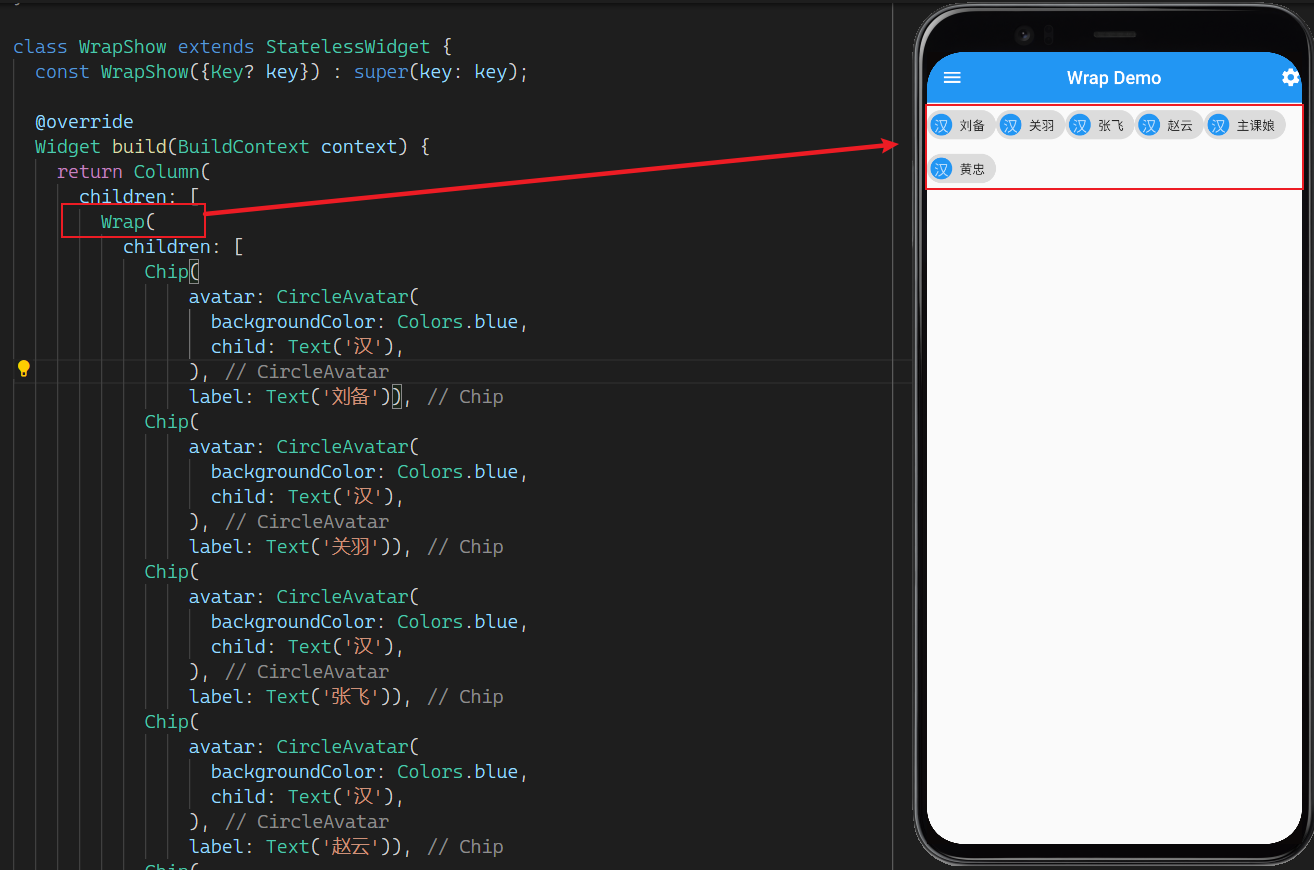 class WrapShow extends StatelessWidget {
const WrapShow({Key? key}) : super(key: key);
@override
Widget build(BuildContext context) {
return Column(
children: [
Wrap(
children: [
Chip(
avatar: CircleAvatar(
backgroundColor: Colors.blue,
child: Text('汉'),
), // CircleAvatar
label: Text('刘备')), // Chip
Chip(
avatar: CircleAvatar(
backgroundColor: Colors.blue,
child: Text('汉'),
), // CircleAvatar
label: Text('关羽')), // Chip
Chip(
avatar: CircleAvatar(
backgroundColor: Colors.blue,
child: Text('汉'),
), // CircleAvatar
label: Text('张飞')), // Chip
Chip(
avatar: CircleAvatar(
backgroundColor: Colors.blue,
child: Text('汉'),
), // CircleAvatar
label: Text('赵云')), // Chip
Chip(
Wrap Demo
汉 刘备 汉 关羽 汉 张飞 汉 赵云 汉 主课娘
汉 黄忠